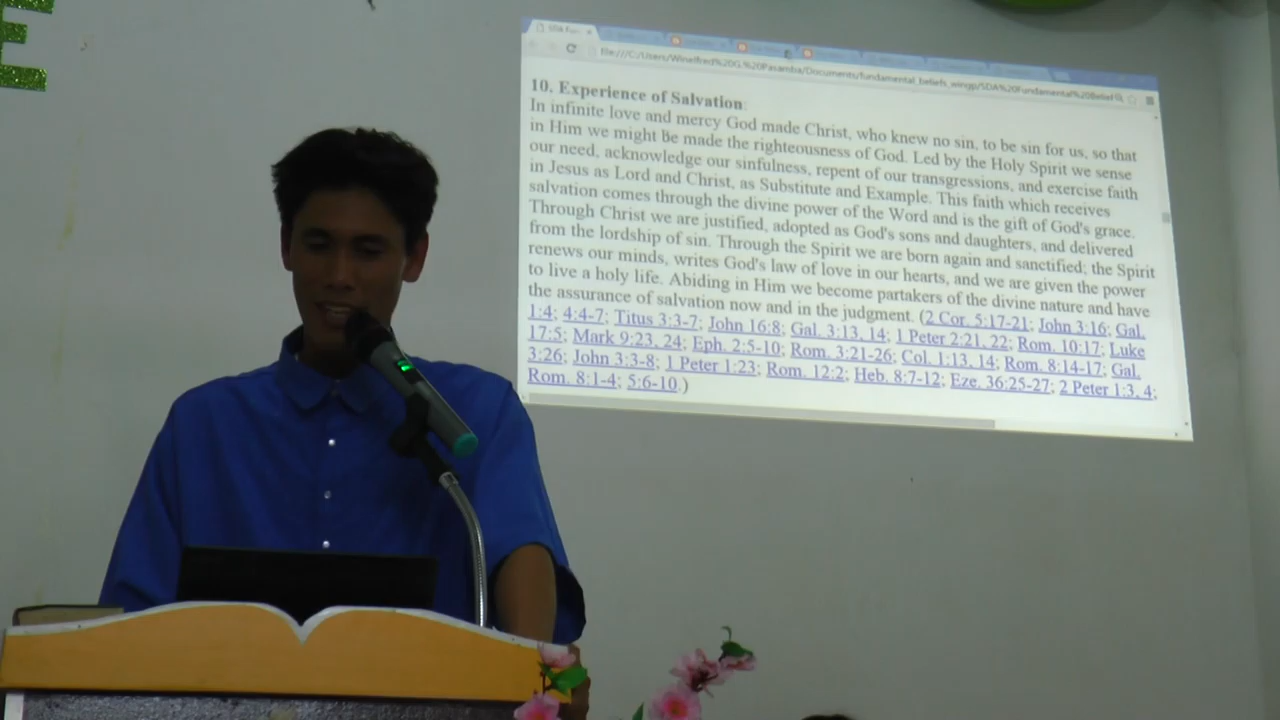 E
SDA Fun
file:///C:/Users/Winelfred%20G.%20Pasamba/Documents/fundamental_beliefs_wingp/SDA%20Fundamental%20Belief
10. Experience of Salvation:
In infinite love and mercy God made Christ, who knew no sin, to be sin for us, so that
in Him we might be made the righteousness of God. Led by the Holy Spirit we sense
our need, acknowledge our sinfulness, repent of our transgressions, and exercise faith
in Jesus as Lord and Christ, as Substitute and Example. This faith which receives
salvation comes through the divine power of the Word and is the gift of God's grace.
Through Christ we are justified, adopted as God's sons and daughters, and delivered
from the lordship of sin. Through the Spirit we are born again and sanctified; the Spirit
renews our minds, writes God's law of love in our hearts, and we are given the power
to live a holy life. Abiding in Him we become partakers of the divine nature and have
the assurance of salvation now and in the judgment. (2 Cor. 5:17-21; John 3:16; Gal.
1:4; 4:4-7; Titus 3:3-7; John 16:8; Gal. 3:13, 14; 1 Peter 2:21, 22; Rom. 10:17; Luke
17:5; Mark 9:23, 24; Eph. 2:5-10; Rom. 3:21-26; Col. 1:13, 14; Rom. 8:14-17; Gal.
3:26; John 3:3-8; 1 Peter 1:23; Rom. 12:2; Heb. 8:7-12; Eze. 36:25-27; 2 Peter 1:3, 4;
Rom. 8:1-4; 5:6-10.)